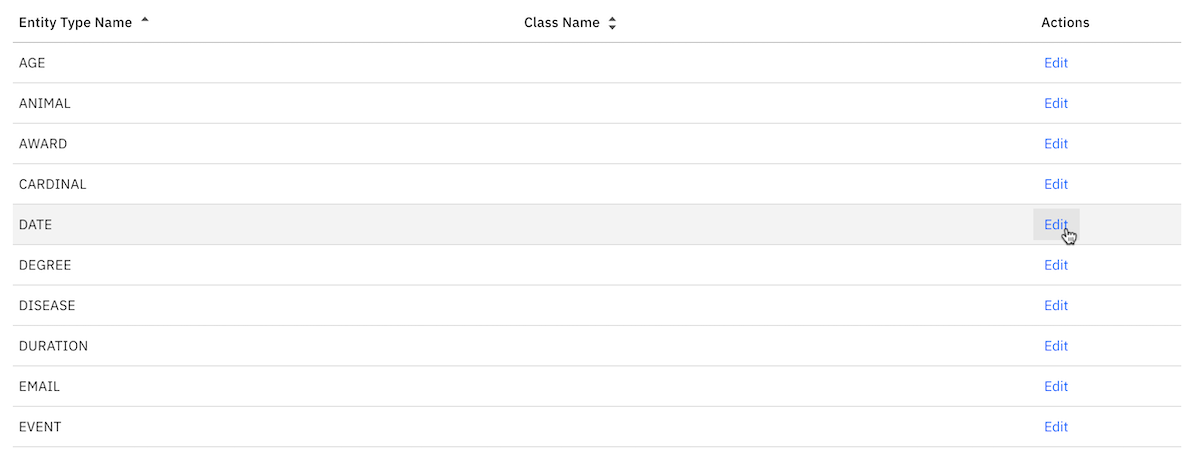 Entity Type Name Class Name Actions
AGE Edit
ANIMAL Edit
AWARD Edit
CARDINAL Edit
DATE Edit
DEGREE Edit
DISEASE Edit
DURATION Edit
EMAIL Edit
EVENT Edit